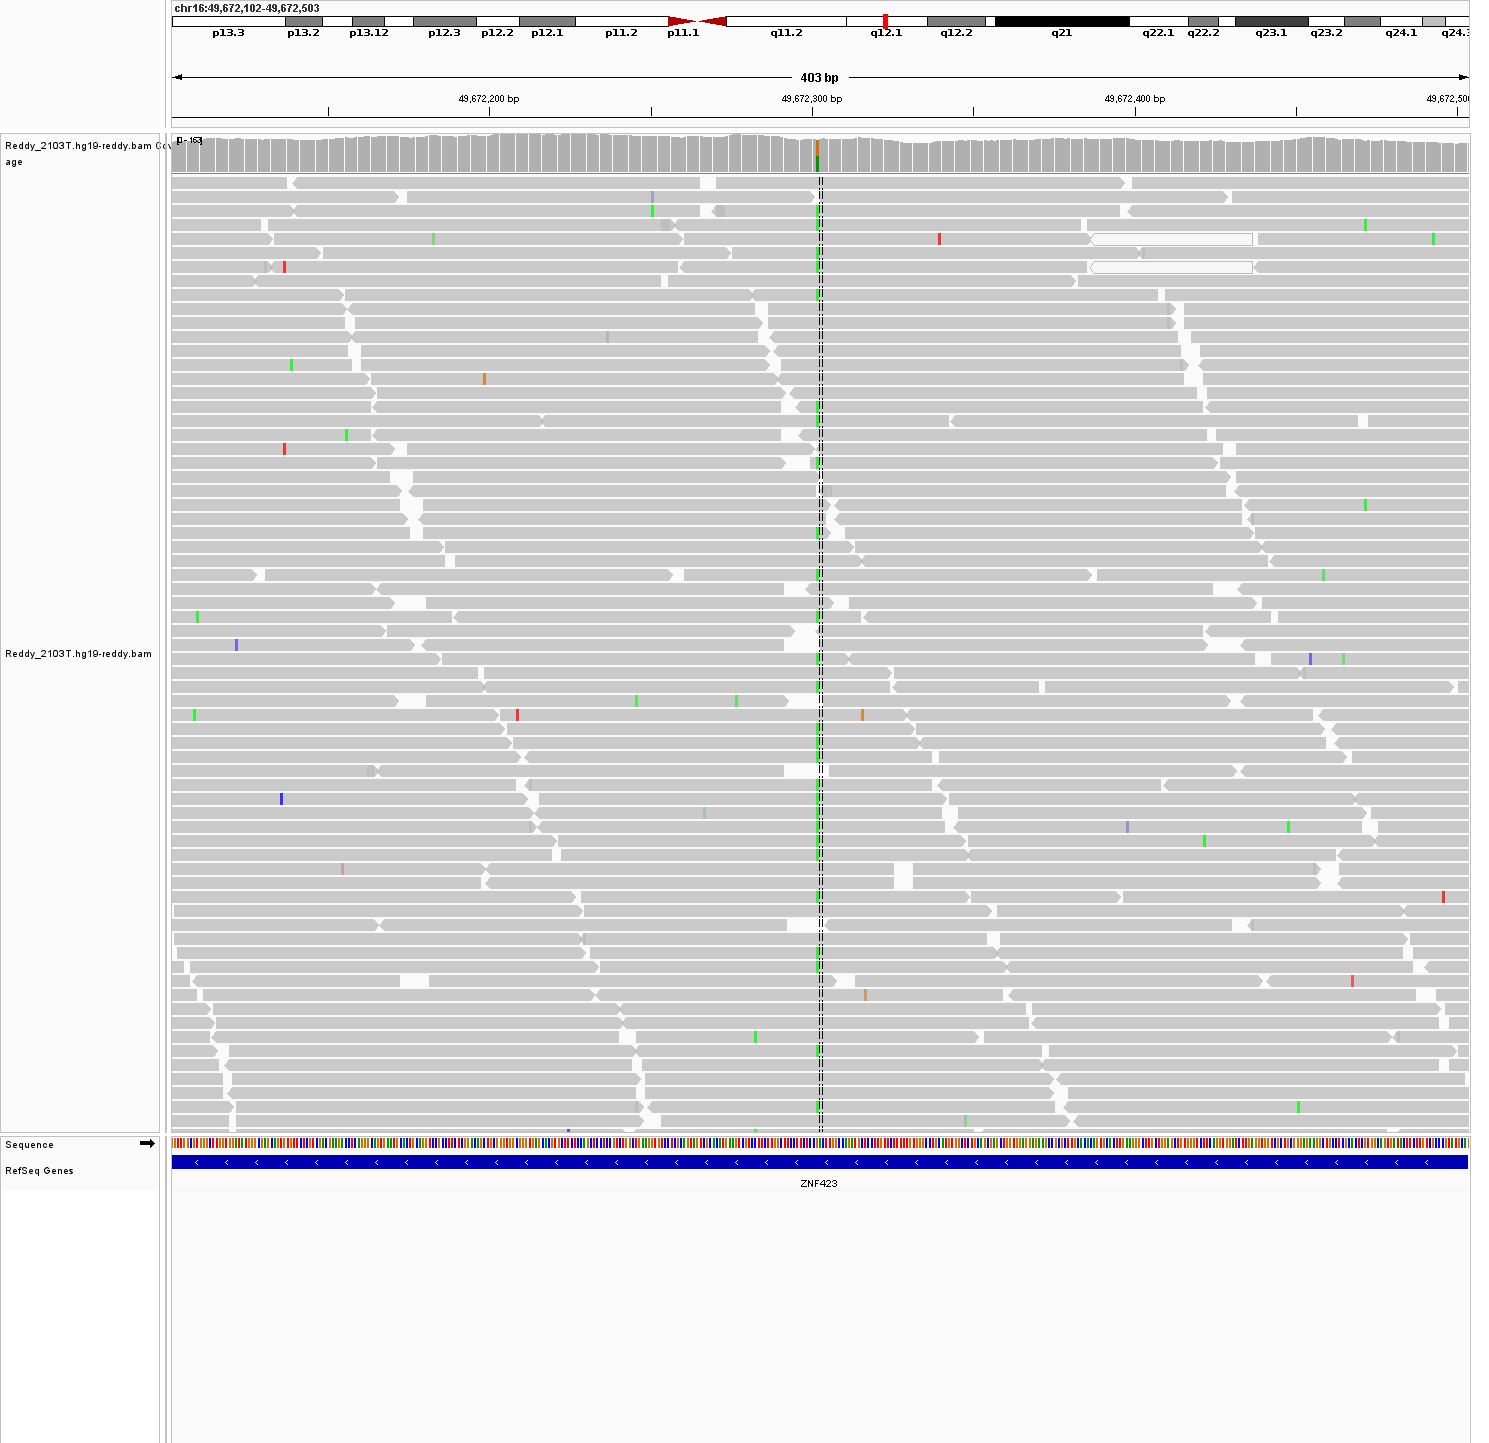 chr16:49,672,102-49,672,503
p13.3 p13.2 p13.12 p12.3 p12.2 p12.1 p11.2 p11.1 q11.2 q12.1 q12.2 q21 q22.1 q22.2 q23.1 q23.2 q24.1 q24.3
403 bp
49,672,200 bp 49,672,300 bp 49,672,400 bp 49,672,500
Reddy_2103T.hg19-reddy.bam Cov
age
[0-163]
Reddy_2103T.hg19-reddy.bam
Sequence
RefSeq Genes
ZNF423